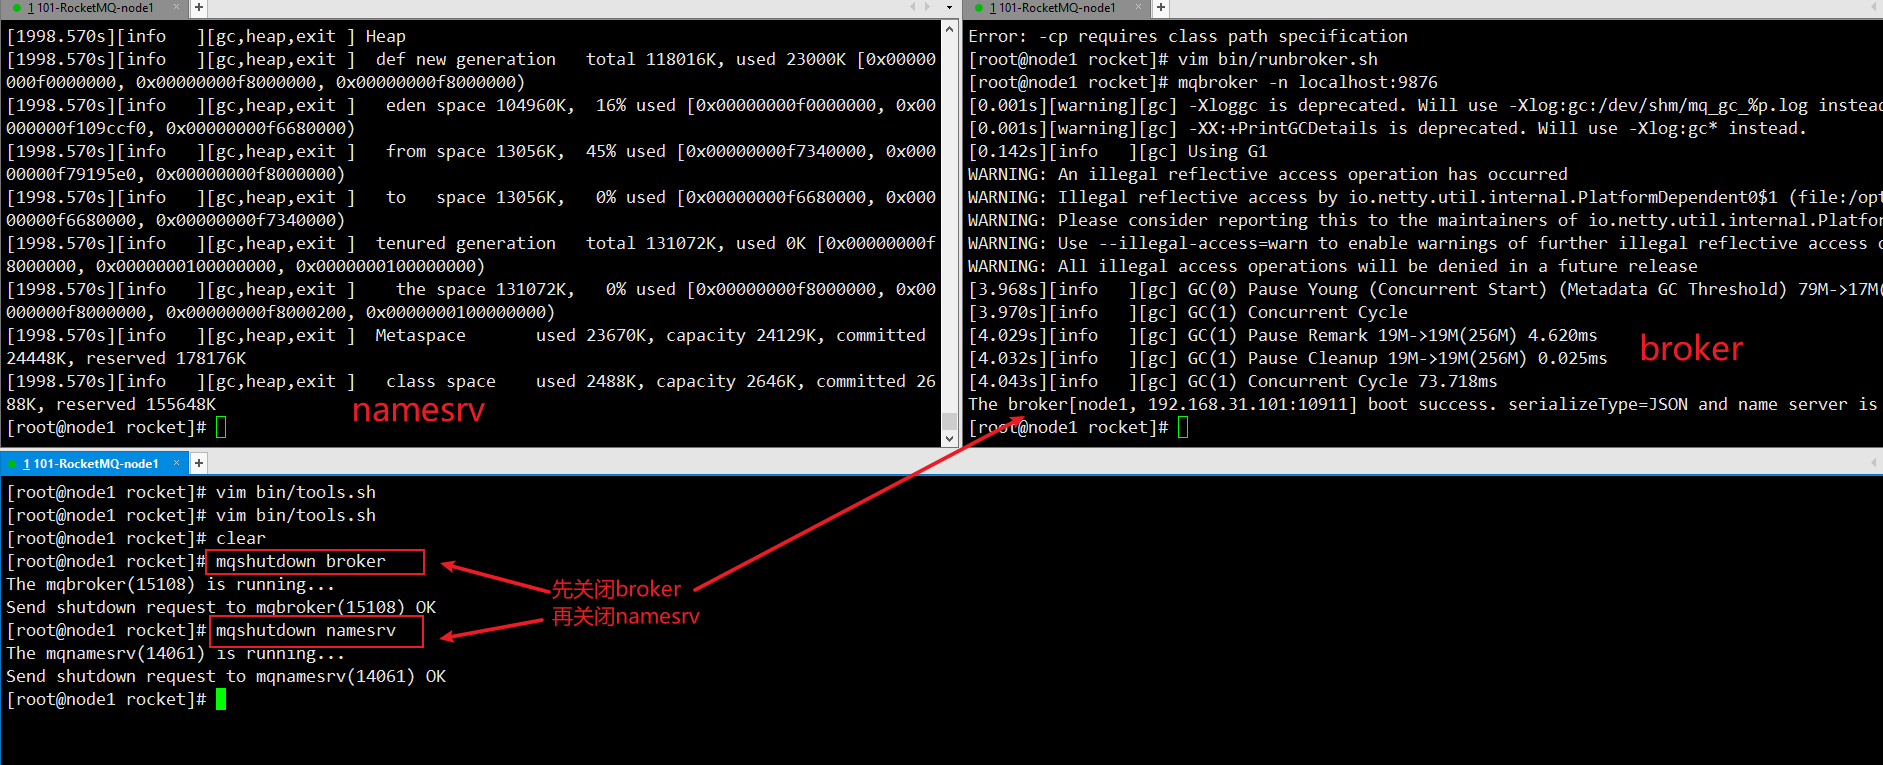 1 101-RocketMQ-node1 × +
[1998.570s][info   ][gc,heap,exit ] Heap
[1998.570s][info   ][gc,heap,exit ]  def new generation   total 118016K, used 23000K [0x00000
000f0000000, 0x00000000f8000000, 0x00000000f8000000)
[1998.570s][info   ][gc,heap,exit ]   eden space 104960K,  16% used [0x00000000f0000000, 0x00
000000f109ccf0, 0x00000000f6680000)
[1998.570s][info   ][gc,heap,exit ]   from space 13056K,  45% used [0x00000000f7340000, 0x000
00000f79195e0, 0x00000000f8000000)
[1998.570s][info   ][gc,heap,exit ]   to   space 13056K,   0% used [0x00000000f6680000, 0x000
00000f6680000, 0x00000000f7340000)
[1998.570s][info   ][gc,heap,exit ]  tenured generation   total 131072K, used 0K [0x00000000f
8000000, 0x0000000100000000, 0x0000000100000000)
[1998.570s][info   ][gc,heap,exit ]    the space 131072K,   0% used [0x00000000f8000000, 0x00
000000f8000000, 0x00000000f8000200, 0x0000000100000000)
[1998.570s][info   ][gc,heap,exit ]  Metaspace       used 23670K, capacity 24129K, committed
24448K, reserved 178176K
[1998.570s][info   ][gc,heap,exit ]   class space    used 2488K, capacity 2646K, committed 26
88K, reserved 155648K
namesrv
[root@node1 rocket]#
1 101-RocketMQ-node1 × +
Error: -cp requires class path specification
[root@node1 rocket]# vim bin/runbroker.sh
[root@node1 rocket]# mqbroker -n localhost:9876
[0.001s][warning][gc] -Xloggc is deprecated. Will use -Xlog:gc:/dev/shm/mq_gc_%p.log instead
[0.001s][warning][gc] -XX:+PrintGCDetails is deprecated. Will use -Xlog:gc* instead.
[0.142s][info   ][gc] Using G1
WARNING: An illegal reflective access operation has occurred
WARNING: Illegal reflective access by io.netty.util.internal.PlatformDependent0$1 (file:/opt
WARNING: Please consider reporting this to the maintainers of io.netty.util.internal.Platfor
WARNING: Use --illegal-access=warn to enable warnings of further illegal reflective access o
WARNING: All illegal access operations will be denied in a future release
[3.968s][info   ][gc] GC(0) Pause Young (Concurrent Start) (Metadata GC Threshold) 79M->17M(
[3.970s][info   ][gc] GC(1) Concurrent Cycle
[4.029s][info   ][gc] GC(1) Pause Remark 19M->19M(256M) 4.620ms
[4.032s][info   ][gc] GC(1) Pause Cleanup 19M->19M(256M) 0.025ms
broker
[4.043s][info   ][gc] GC(1) Concurrent Cycle 73.718ms
The broker[node1, 192.168.31.101:10911] boot success. serializeType=JSON and name server is
[root@node1 rocket]#
1 101-RocketMQ-node1 × +
[root@node1 rocket]# vim bin/tools.sh
[root@node1 rocket]# vim bin/tools.sh
[root@node1 rocket]# clear
[root@node1 rocket]# mqshutdown broker
The mqbroker(15108) is running...
Send shutdown request to mqbroker(15108) OK
[root@node1 rocket]# mqshutdown namesrv
The mqnamesrv(14061) is running...
Send shutdown request to mqnamesrv(14061) OK
[root@node1 rocket]#
先关闭broker
再关闭namesrv